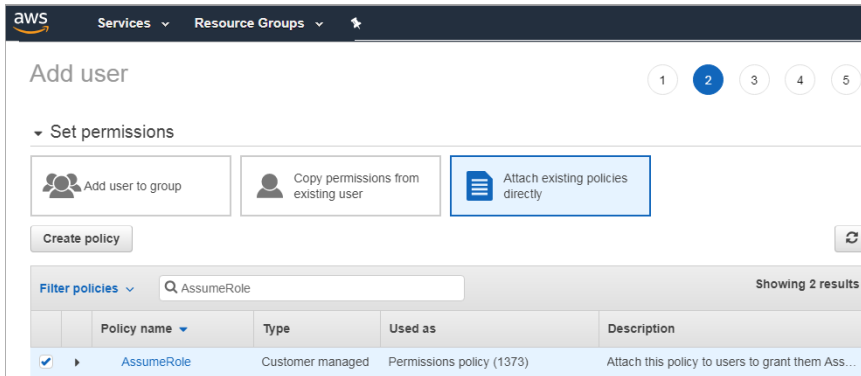 aws Services Resource Groups
Add user 1 2 3 4 5
Set permissions
Add user to group
Copy permissions from
existing user
Attach existing policies
directly
Create policy
Filter policies AssumeRole Showing 2 results
Policy name Type Used as Description
AssumeRole Customer managed Permissions policy (1373) Attach this policy to users to grant them Ass...